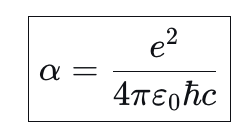 α = e² / 4πε₀ħc